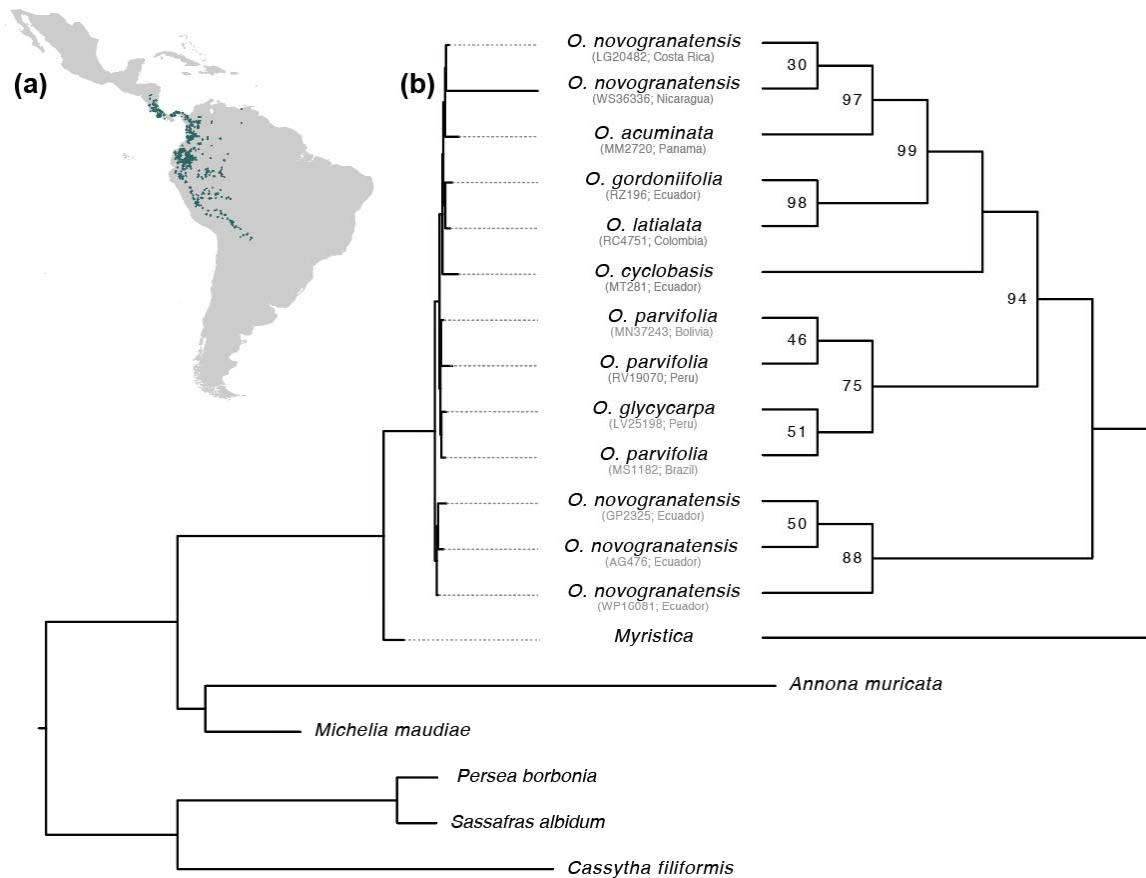 (a)
(b)
O. novogranatensis
(LG20482; Costa Rica)
30
O. novogranatensis
(WS36336; Nicaragua)
97
O. acuminata
(MM2720; Panama)
99
O. gordoniifolia
(RZ196; Ecuador)
98
O. latialata
(RC4751; Colombia)
O. cyclobasis
(MT281; Ecuador)
94
O. parvifolia
(MN37243; Bolivia)
46
O. parvifolia
(RV19070; Peru)
75
O. glycycarpa
(LV25198; Peru)
51
O. parvifolia
(MS1182; Brazil)
O. novogranatensis
(GP2325; Ecuador)
50
O. novogranatensis
(AG476; Ecuador)
88
O. novogranatensis
(WP16081; Ecuador)
Myristica
Annona muricata
Michelia maudiae
Persea borbonia
Sassafras albidum
Cassytha filiformis